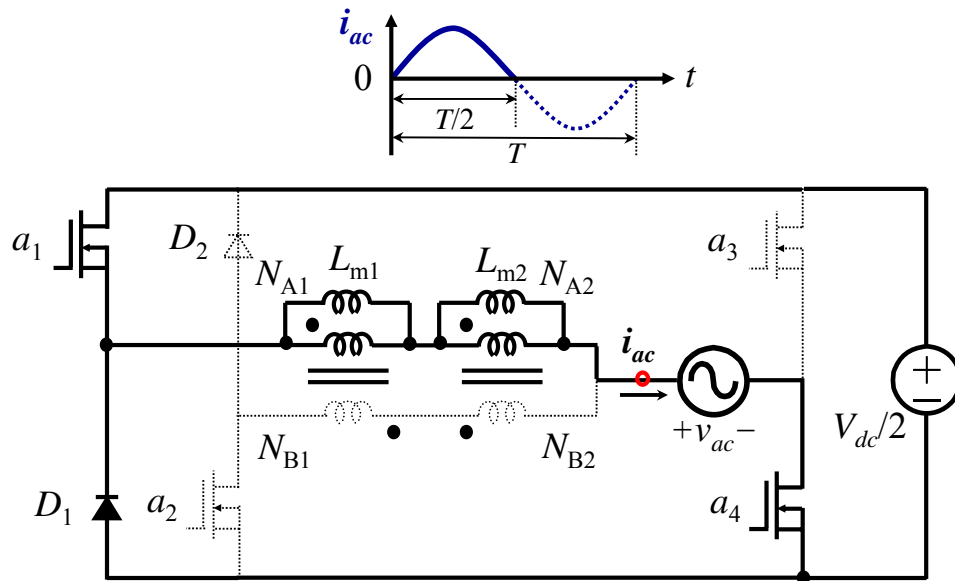 i_ac
0
t
T/2
T
a_1
D_2
N_A1
L_m1
L_m2
N_A2
a_3
i_ac
+v_ac−
+
−
V_dc/2
N_B1
N_B2
D_1
a_2
a_4